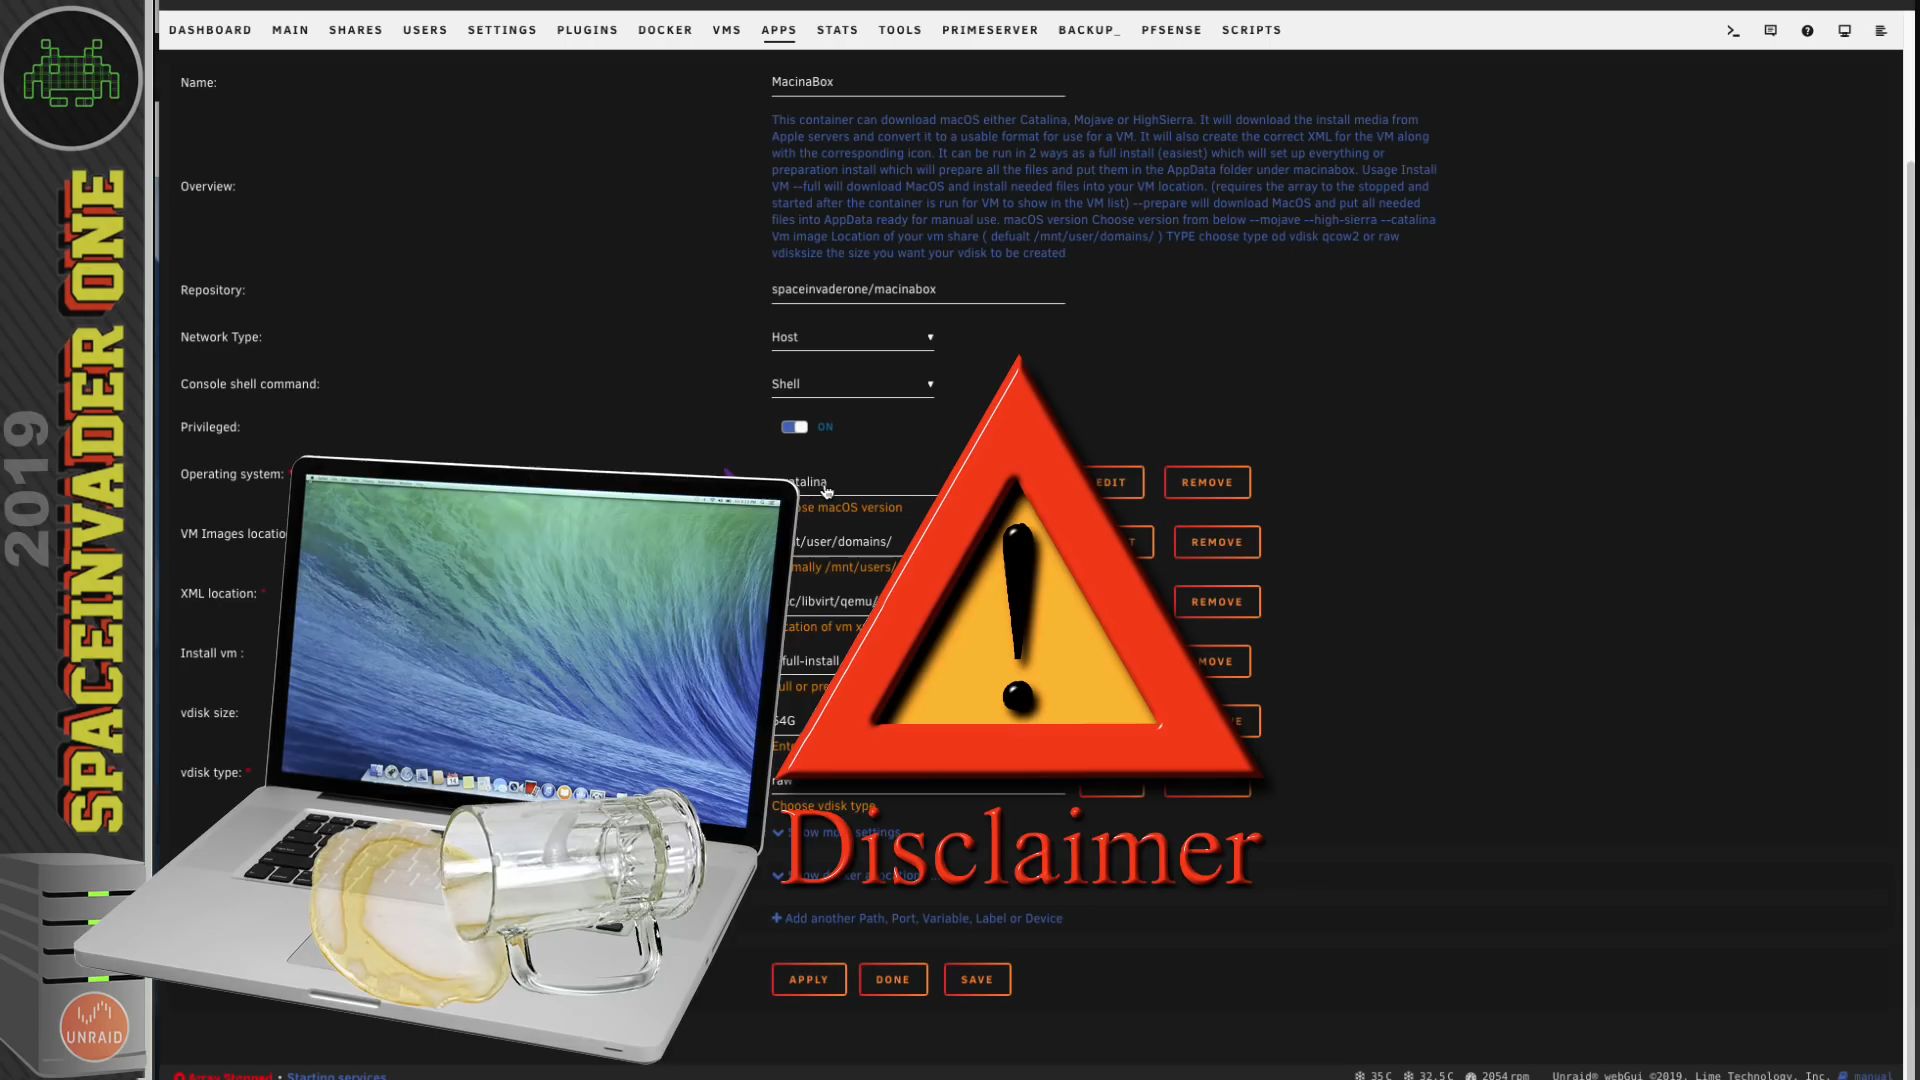 DASHBOARD MAIN SHARES USERS SETTINGS PLUGINS DOCKER VMS APPS STATS TOOLS PRIMESERVER BACKUP_ PFSENSE SCRIPTS
2019
SPACEINVADER ONE
UNRAID
Name: MacinaBox
Overview:
This container can download macOS either Catalina, Mojave or HighSierra. It will download the install media from
Apple servers and convert it to a usable format for use for a VM. It will also create the correct XML for the VM along
with the corresponding icon. It can be run in 2 ways as a full install (easiest) which will set up everything or
preparation install which will prepare all the files and put them in the AppData folder under macinabox. Usage Install
VM --full will download MacOS and install needed files into your VM location. (requires the array to the stopped and
started after the container is run for VM to show in the VM list) --prepare will download MacOS and put all needed
files into AppData ready for manual use. macOS version Choose version from below --mojave --high-sierra --catalina
Vm image Location of your vm share ( defualt /mnt/user/domains/ ) TYPE choose type od vdisk qcow2 or raw
vdisksize the size you want your vdisk to be created
Repository: spaceinvaderone/macinabox
Network Type: Host
Console shell command: Shell
Privileged: ON
Operating system: * atalina EDIT REMOVE
ose macOS version
VM Images locatio t/user/domains/ T REMOVE
mally /mnt/users/
XML location: * c/libvirt/qemu/ REMOVE
cation of vm x
Install vm : full-install MOVE
ull or pre
vdisk size: 64G VE
Ente
vdisk type: * raw
Choose vdisk type
Show more settings
Disclaimer
Show docker allocations ...
Add another Path, Port, Variable, Label or Device
APPLY DONE SAVE
Array Stopped • Starting services
35 C 32.5 C 2054 rpm Unraid® webGui ©2019, Lime Technology, Inc. manual